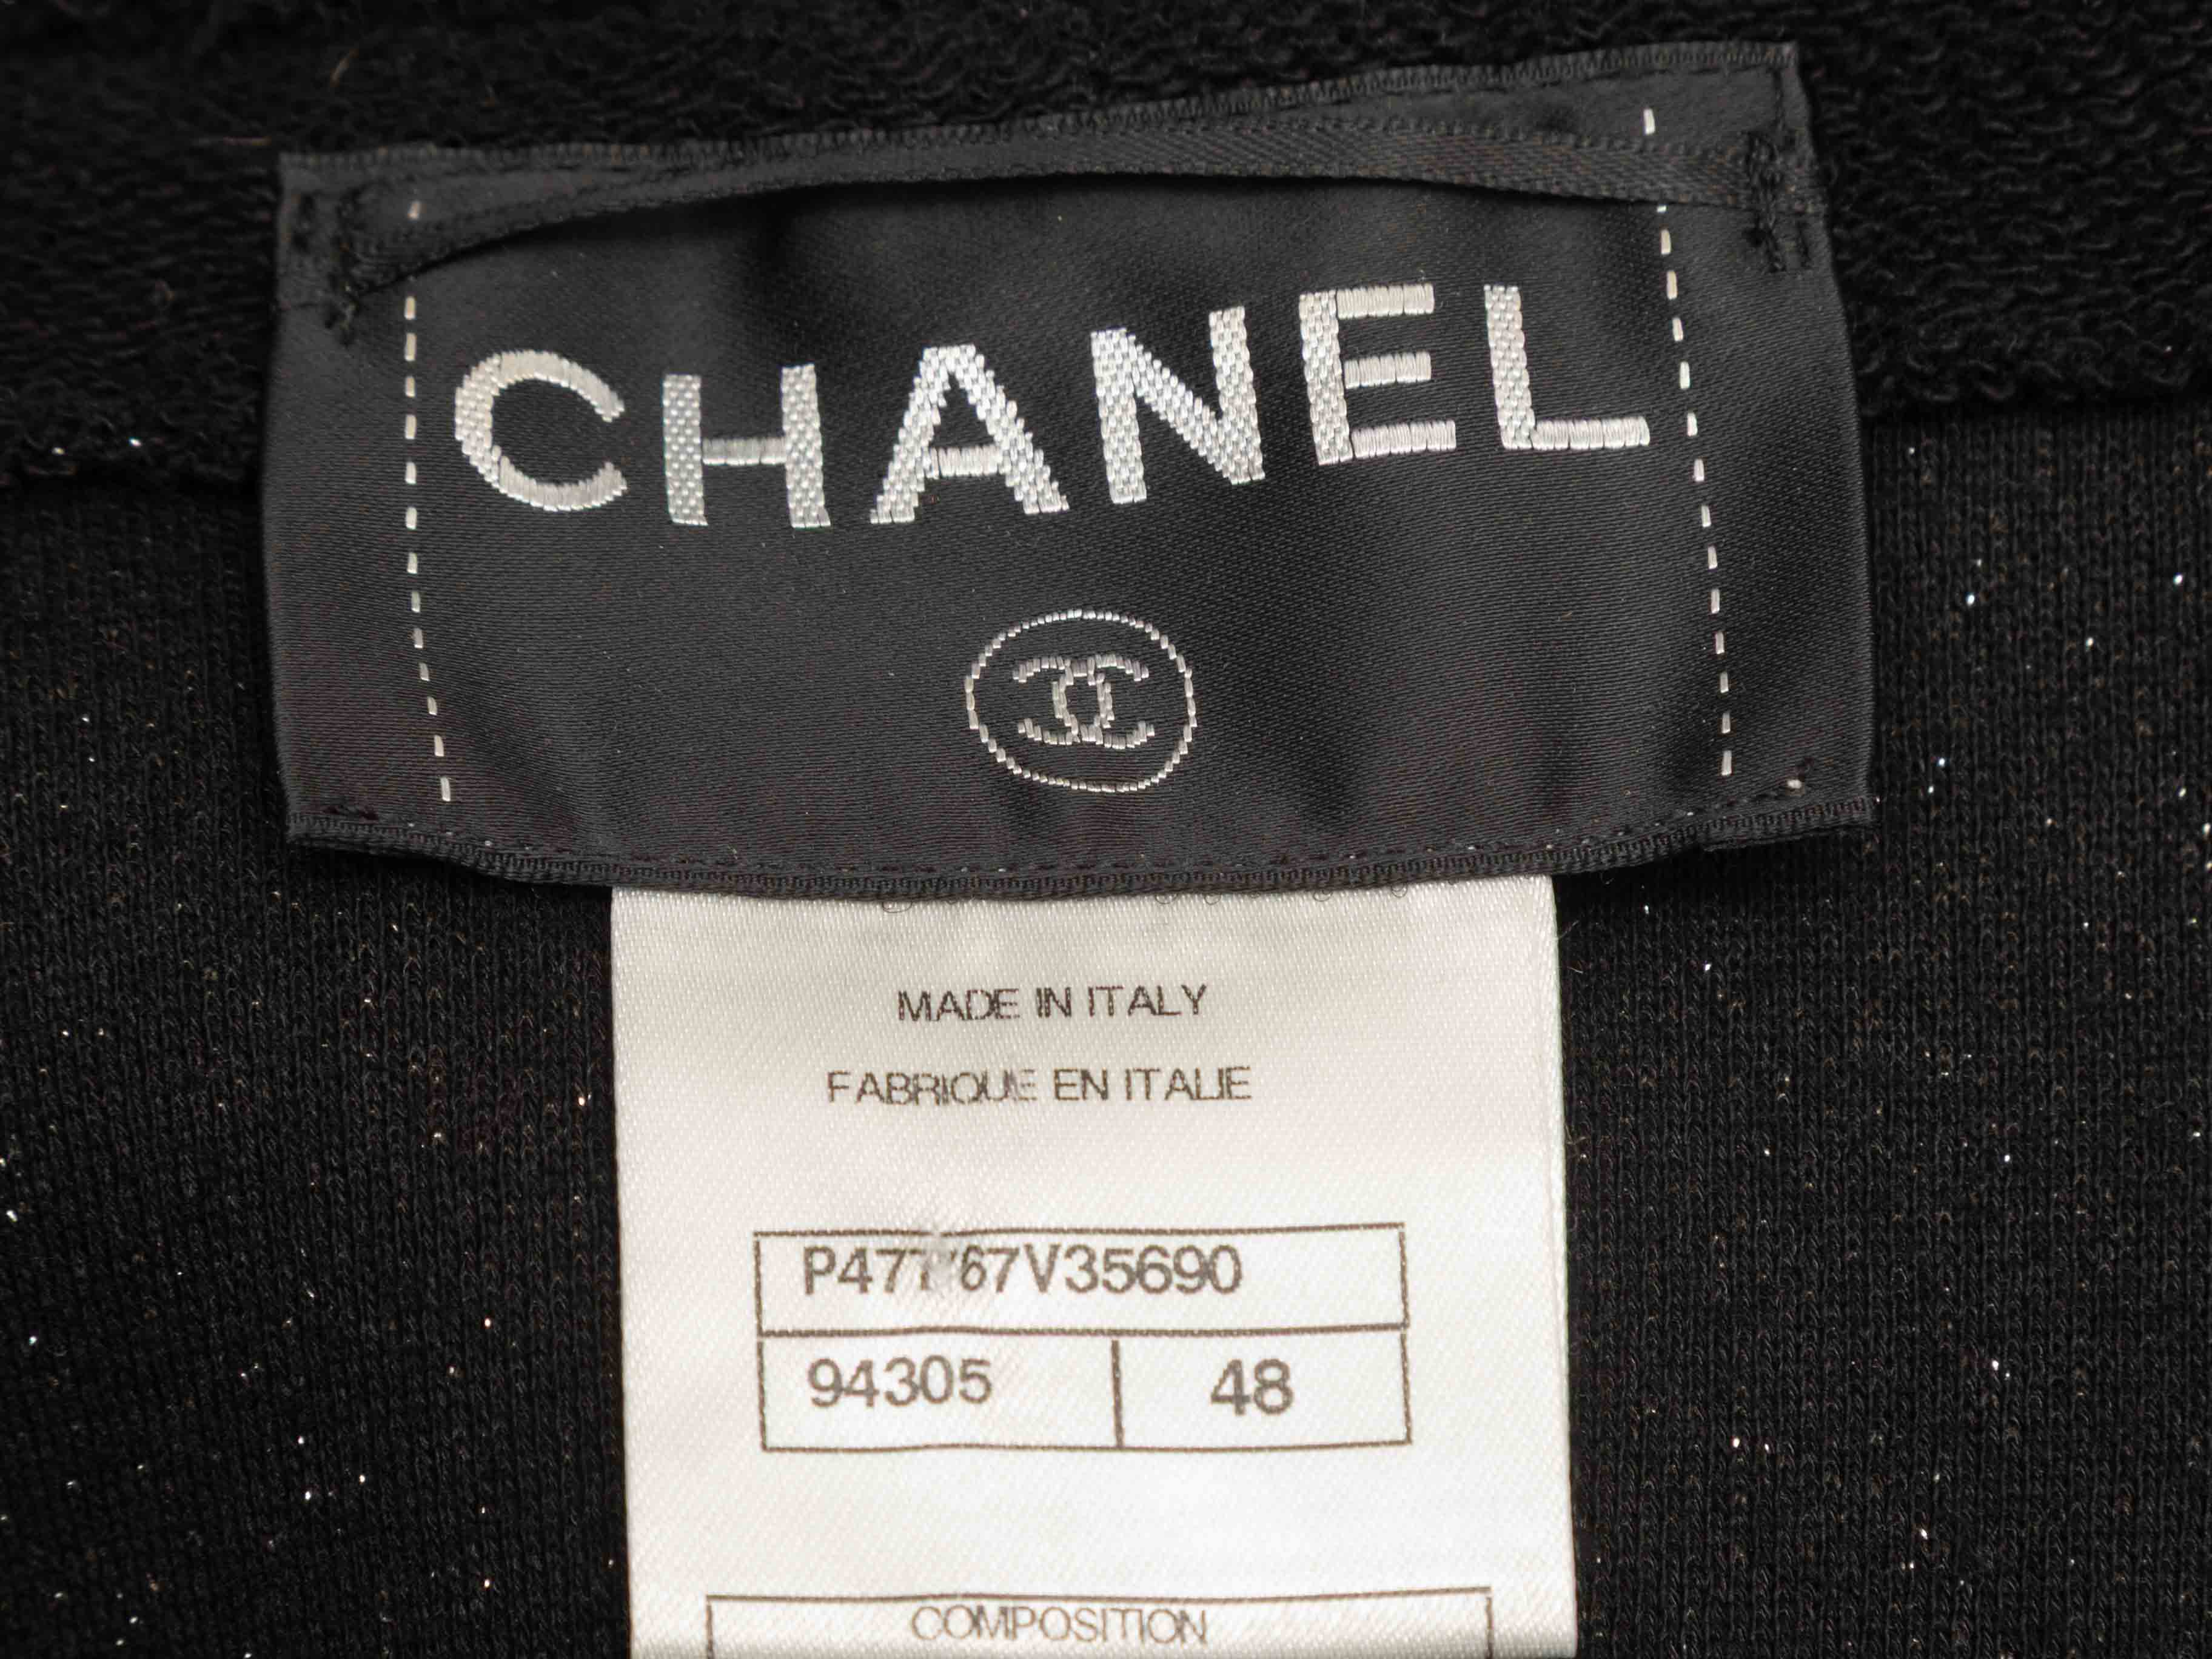 CHANEL
MADE IN ITALY
FABRIQUE EN ITALIE
94305 48
COMPOSITION